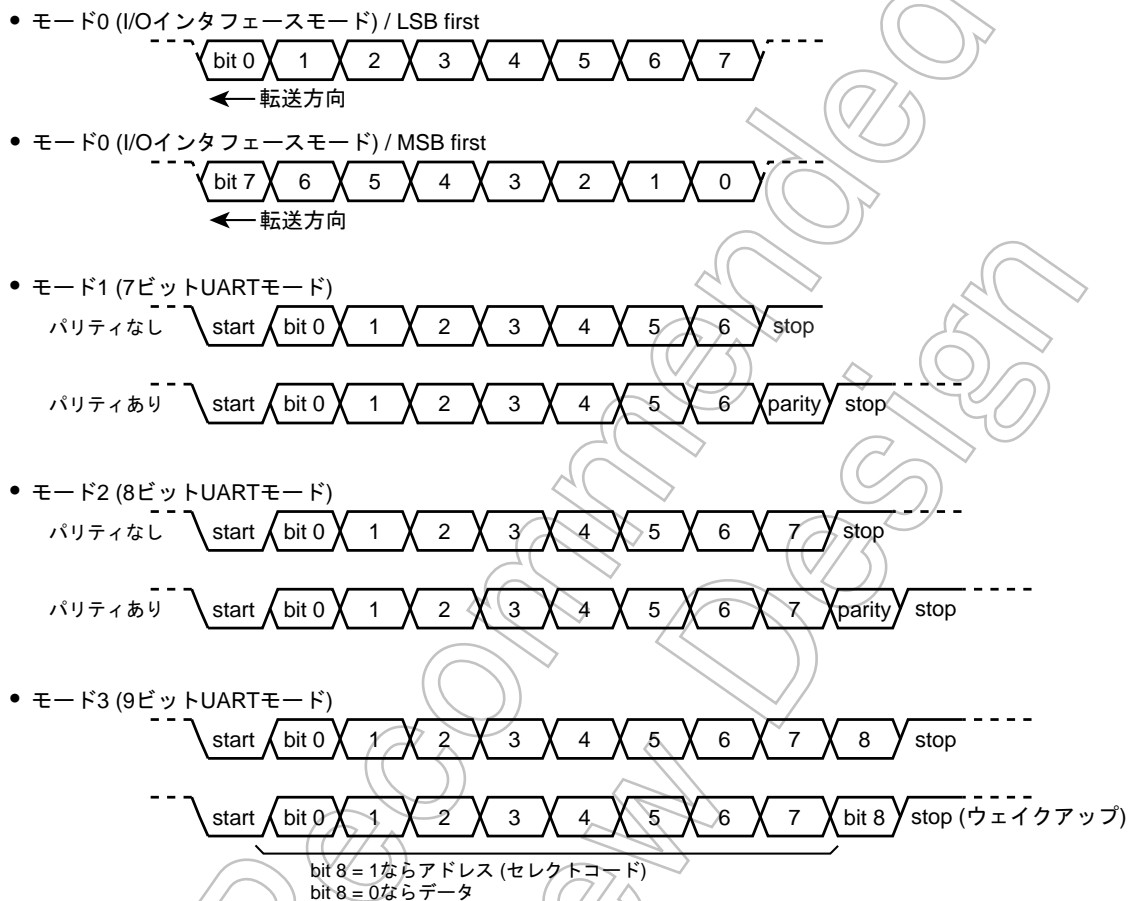 ● モード0 (I/Oインタフェースモード) / LSB first
bit 0 1 2 3 4 5 6 7
転送方向
● モード0 (I/Oインタフェースモード) / MSB first
bit 7 6 5 4 3 2 1 0
転送方向
● モード1 (7ビットUARTモード)
パリティなし start bit 0 1 2 3 4 5 6 stop
パリティあり start bit 0 1 2 3 4 5 6 parity stop
● モード2 (8ビットUARTモード)
パリティなし start bit 0 1 2 3 4 5 6 7 stop
パリティあり start bit 0 1 2 3 4 5 6 7 parity stop
● モード3 (9ビットUARTモード)
start bit 0 1 2 3 4 5 6 7 8 stop
start bit 0 1 2 3 4 5 6 7 bit 8 stop (ウェイクアップ)
bit 8 = 1ならアドレス (セレクトコード)
bit 8 = 0ならデータ
Recommended
New Design